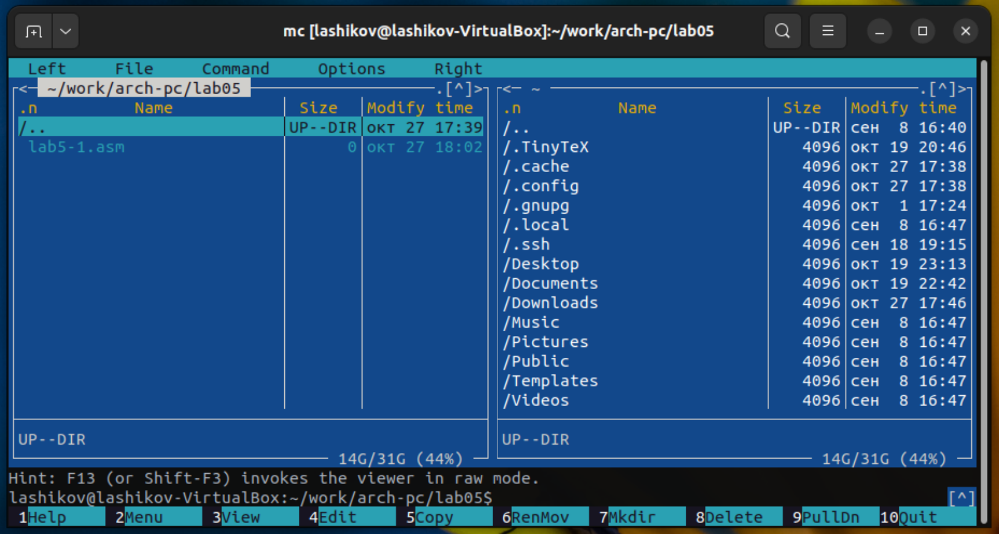 mc [lashikov@lashikov-VirtualBox]:~/work/arch-pc/lab05
Left File Command Options Right
<─ ~/work/arch-pc/lab05 ─.[^]>
.n Name Size Modify time
/.. UP--DIR окт 27 17:39
lab5-1.asm 0 окт 27 18:02
UP--DIR
14G/31G (44%)
<─ ~ ─.[^]>
.n Name Size Modify time
/.. UP--DIR сен 8 16:40
/.TinyTeX 4096 окт 19 20:46
/.cache 4096 окт 27 17:38
/.config 4096 окт 27 17:38
/.gnupg 4096 окт 1 17:24
/.local 4096 сен 8 16:47
/.ssh 4096 сен 18 19:15
/Desktop 4096 окт 19 23:13
/Documents 4096 окт 19 22:42
/Downloads 4096 окт 27 17:46
/Music 4096 сен 8 16:47
/Pictures 4096 сен 8 16:47
/Public 4096 сен 8 16:47
/Templates 4096 сен 8 16:47
/Videos 4096 сен 8 16:47
UP--DIR
14G/31G (44%)
Hint: F13 (or Shift-F3) invokes the viewer in raw mode.
lashikov@lashikov-VirtualBox:~/work/arch-pc/lab05$ [^]
1Help 2Menu 3View 4Edit 5Copy 6RenMov 7Mkdir 8Delete 9PullDn 10Quit